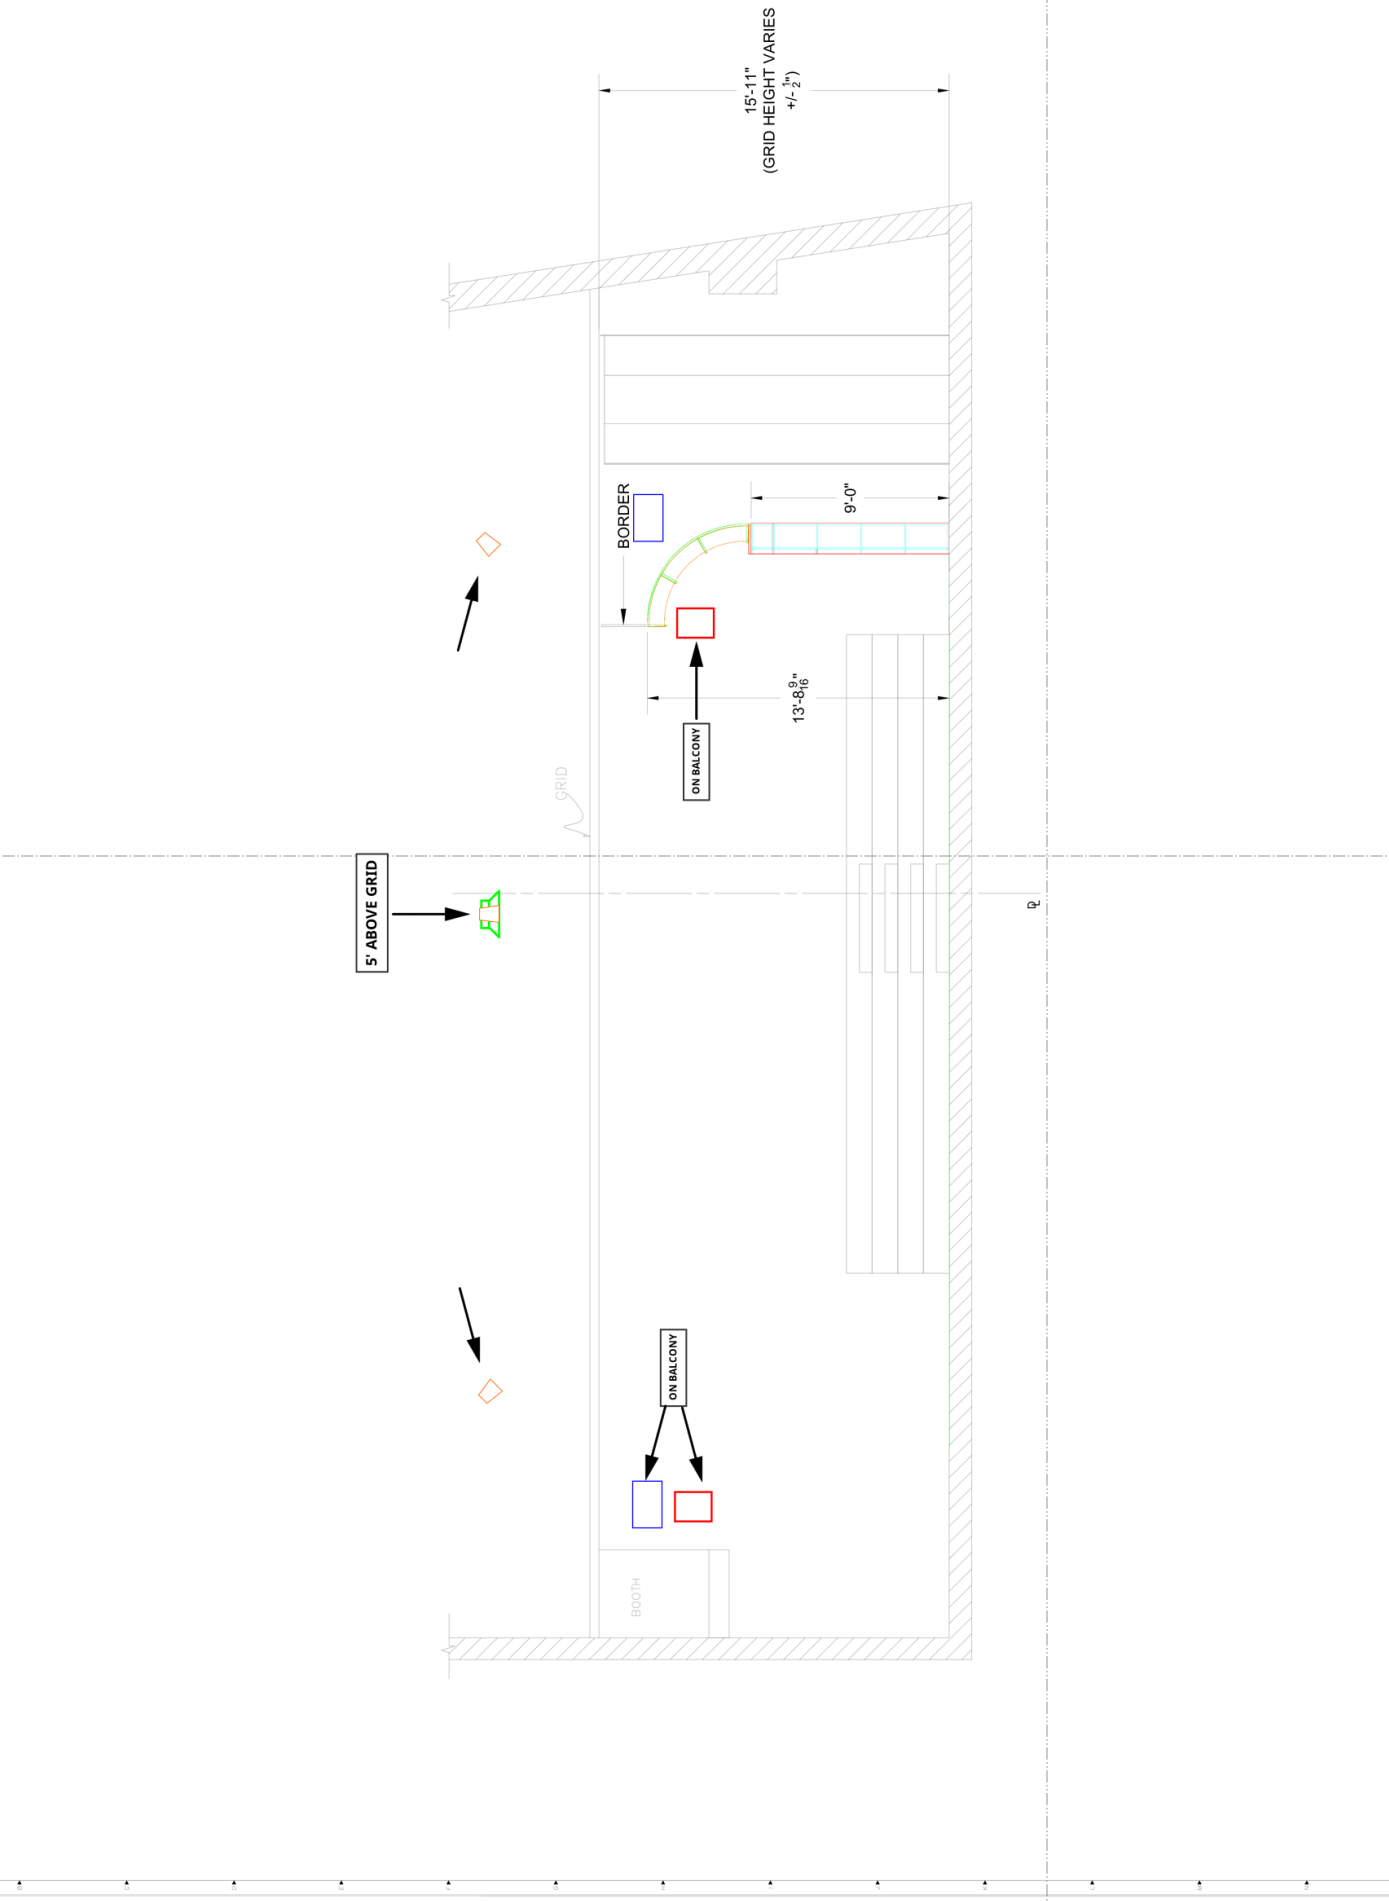 15'-11"
(GRID HEIGHT VARIES
+/- 1/2")
BORDER
9'-0"
13'-8 9/16"
ON BALCONY
GRID
5' ABOVE GRID
ON BALCONY
BOOTH